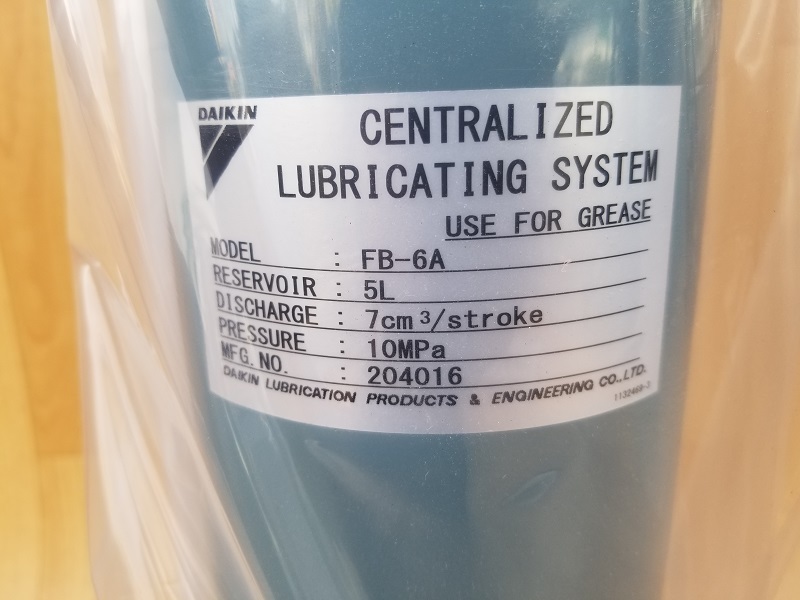 DAIKIN
CENTRALIZED
LUBRICATING SYSTEM
USE FOR GREASE
MODEL : FB-6A
RESERVOIR : 5L
DISCHARGE : 7cm³/stroke
PRESSURE : 10MPa
MFG. NO. : 204016
DAIKIN LUBRICATION PRODUCTS & ENGINEERING CO.,LTD.